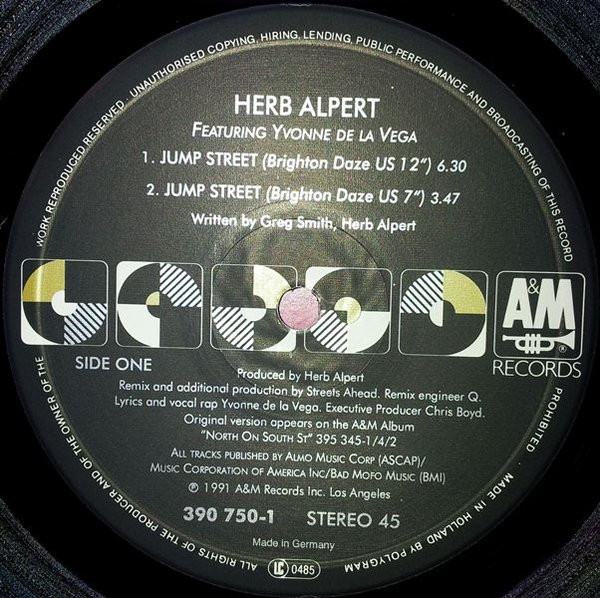 WORK REPRODUCED RESERVED. UNAUTHORISED COPYING, HIRING, LENDING, PUBLIC PERFORMANCE AND BROADCASTING OF THIS RECORD PROHIBITED
HERB ALPERT
FEATURING YVONNE DE LA VEGA
1. JUMP STREET (Brighton Daze US 12") 6.30
2. JUMP STREET (Brighton Daze US 7") 3.47
Written by Greg Smith, Herb Alpert
A&M
®
RECORDS
SIDE ONE
Produced by Herb Alpert
Remix and additional production by Streets Ahead. Remix engineer Q.
Lyrics and vocal rap Yvonne de la Vega. Executive Producer Chris Boyd.
Original version appears on the A&M Album
"NORTH ON SOUTH ST" 395 345-1/4/2
ALL TRACKS PUBLISHED BY ALMO MUSIC CORP (ASCAP)/
MUSIC CORPORATION OF AMERICA INC/BAD MOFO MUSIC (BMI)
℗ 1991 A&M Records Inc. Los Angeles
390 750-1 STEREO 45
Made in Germany
LC 0485
ALL RIGHTS OF THE PRODUCER AND OF THE OWNER OF THE
MADE IN HOLLAND BY POLYGRAM